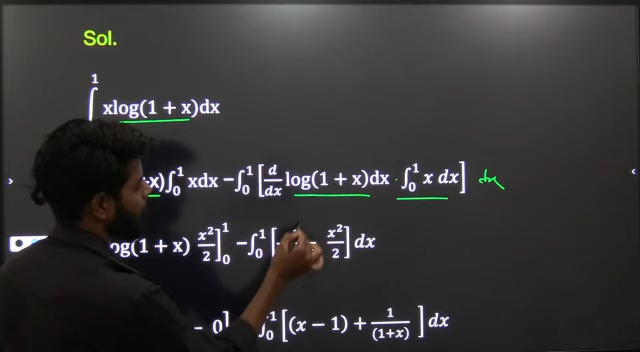 Sol.
∫₀¹ xlog(1 + x)dx
x)∫₀¹ xdx −∫₀¹ [d/dx log(1 + x)dx · ∫₀¹ x dx] dx
og(1 + x) x²/2]₀¹ −∫₀¹ [ x²/2] dx
− 0] ∫₀¹ [(x − 1) + 1/(1+x) ] dx